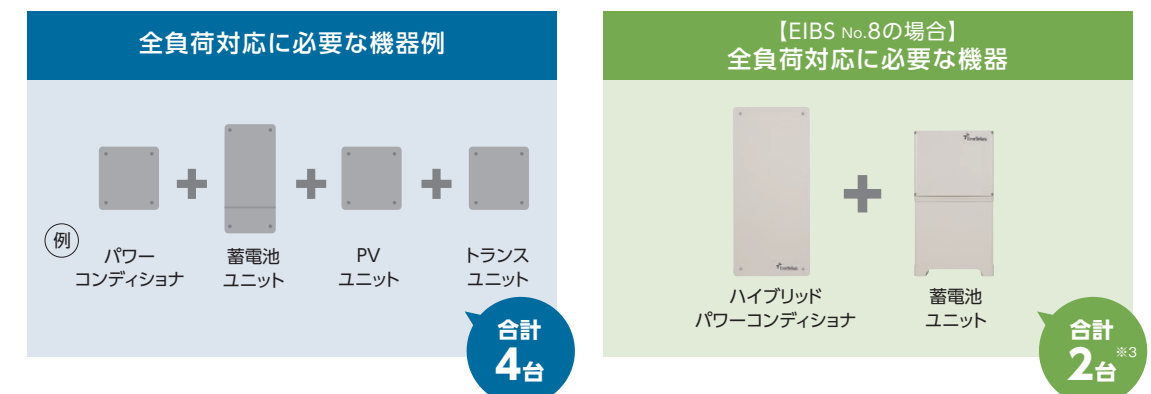 全負荷対応に必要な機器例
例
パワー
コンディショナ
蓄電池
ユニット
PV
ユニット
トランス
ユニット
合計
4台
【EIBS No.8の場合】
全負荷対応に必要な機器
ハイブリッド
パワーコンディショナ
蓄電池
ユニット
合計
2台※3